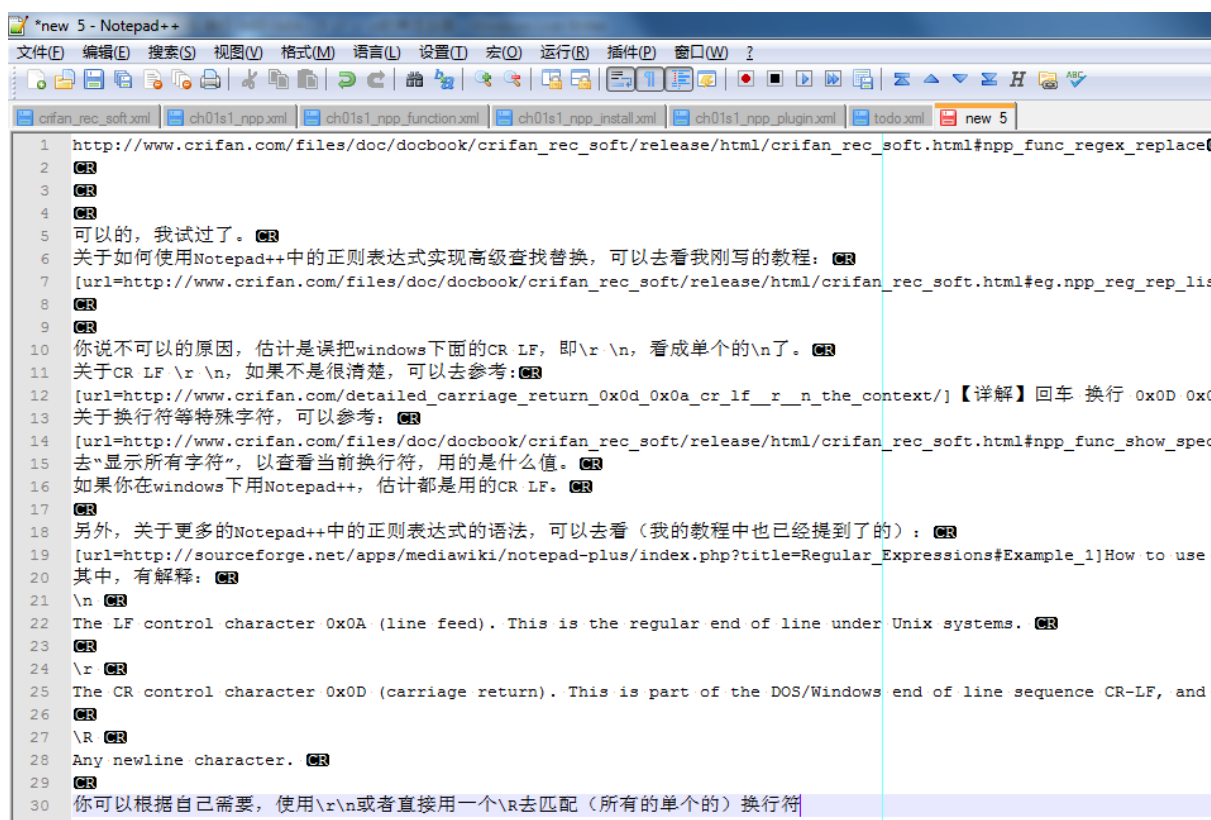 *new 5 - Notepad++
文件(F) 编辑(E) 搜索(S) 视图(V) 格式(M) 语言(L) 设置(T) 宏(O) 运行(R) 插件(P) 窗口(W) ?
crifan_rec_soft.xml ch01s1_npp.xml ch01s1_npp_function.xml ch01s1_npp_install.xml ch01s1_npp_plugin.xml todo.xml new 5
1 http://www.crifan.com/files/doc/docbook/crifan_rec_soft/release/html/crifan_rec_soft.html#npp_func_regex_replace
2 CR
3 CR
4 CR
5 可以的，我试过了。CR
6 关于如何使用Notepad++中的正则表达式实现高级查找替换，可以去看我刚写的教程：CR
7 [url=http://www.crifan.com/files/doc/docbook/crifan_rec_soft/release/html/crifan_rec_soft.html#eg.npp_reg_rep_lis
8 CR
9 CR
10 你说不可以的原因，估计是误把windows下面的CR LF，即\r \n，看成单个的\n了。CR
11 关于CR LF \r \n，如果不是很清楚，可以去参考:CR
12 [url=http://www.crifan.com/detailed_carriage_return_0x0d_0x0a_cr_lf__r__n_the_context/]【详解】回车 换行 0x0D 0x0
13 关于换行符等特殊字符，可以参考：CR
14 [url=http://www.crifan.com/files/doc/docbook/crifan_rec_soft/release/html/crifan_rec_soft.html#npp_func_show_spec
15 去“显示所有字符”，以查看当前换行符，用的是什么值。CR
16 如果你在windows下用Notepad++，估计都是用的CR LF。CR
17 CR
18 另外，关于更多的Notepad++中的正则表达式的语法，可以去看（我的教程中也已经提到了的）：CR
19 [url=http://sourceforge.net/apps/mediawiki/notepad-plus/index.php?title=Regular_Expressions#Example_1]How to use
20 其中，有解释：CR
21 \n CR
22 The LF control character 0x0A (line feed). This is the regular end of line under Unix systems. CR
23 CR
24 \r CR
25 The CR control character 0x0D (carriage return). This is part of the DOS/Windows end of line sequence CR-LF, and
26 CR
27 \R CR
28 Any newline character. CR
29 CR
30 你可以根据自己需要，使用\r\n或者直接用一个\R去匹配（所有的单个的）换行符